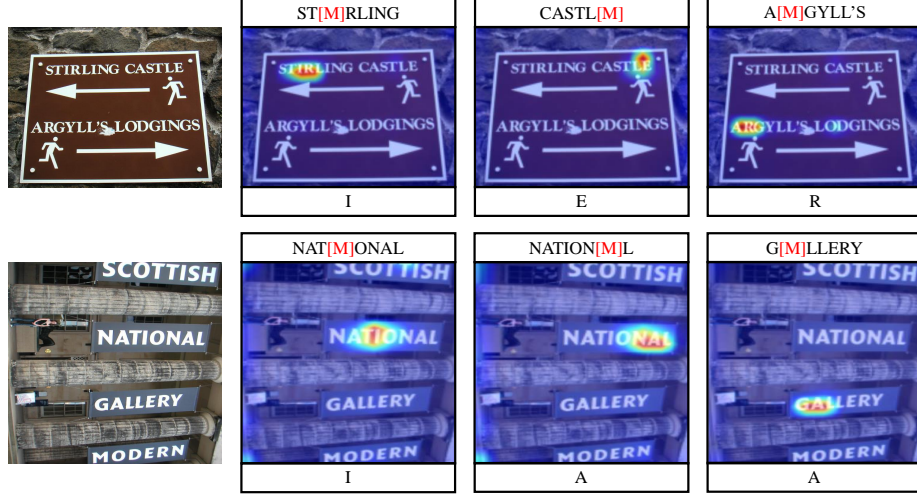 ST[M]RLING CASTL[M] A[M]GYLL'S
STIRLING CASTLE
ARGYLL'S LODGINGS
STIRLING CASTLE
ARGYLL'S LODGINGS
STIRLING CASTLE
ARGYLL'S LODGINGS
STIRLING CASTLE
ARGYLL'S LODGINGS
I E R
NAT[M]ONAL NATION[M]L G[M]LLERY
SCOTTISH
NATIONAL
GALLERY
MODERN
SCOTTISH
NATIONAL
GALLERY
MODERN
SCOTTISH
NATIONAL
GALLERY
MODERN
SCOTTISH
NATIONAL
GALLERY
MODERN
I A A